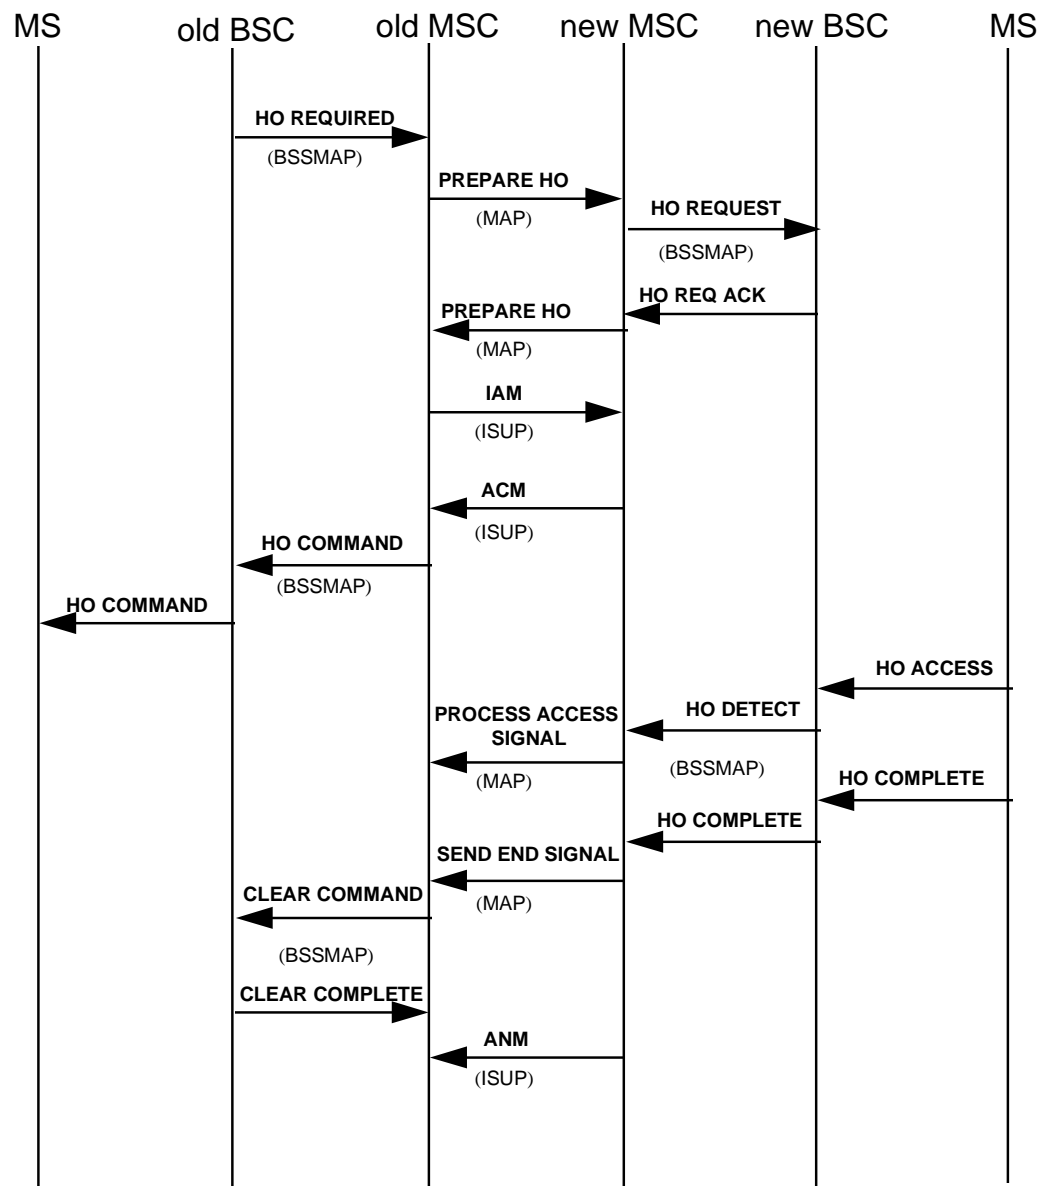 MS
old BSC
old MSC
new MSC
new BSC
MS
HO REQUIRED
(BSSMAP)
PREPARE HO
(MAP)
HO REQUEST
(BSSMAP)
HO REQ ACK
PREPARE HO
(MAP)
IAM
(ISUP)
ACM
(ISUP)
HO COMMAND
(BSSMAP)
HO COMMAND
HO ACCESS
HO DETECT
(BSSMAP)
PROCESS ACCESS
SIGNAL
(MAP)
HO COMPLETE
HO COMPLETE
SEND END SIGNAL
(MAP)
CLEAR COMMAND
(BSSMAP)
CLEAR COMPLETE
ANM
(ISUP)